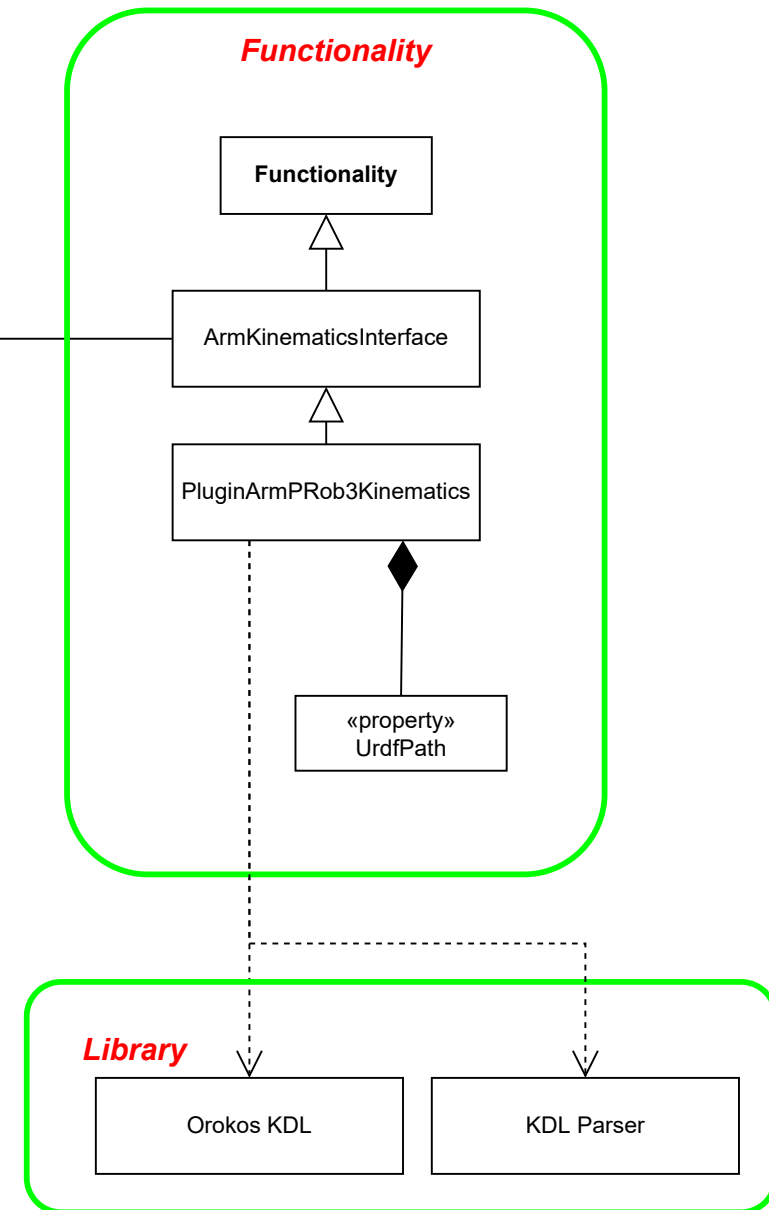 Functionality
Functionality
ArmKinematicsInterface
PluginArmPRob3Kinematics
«property»
UrdfPath
Library
Orokos KDL
KDL Parser